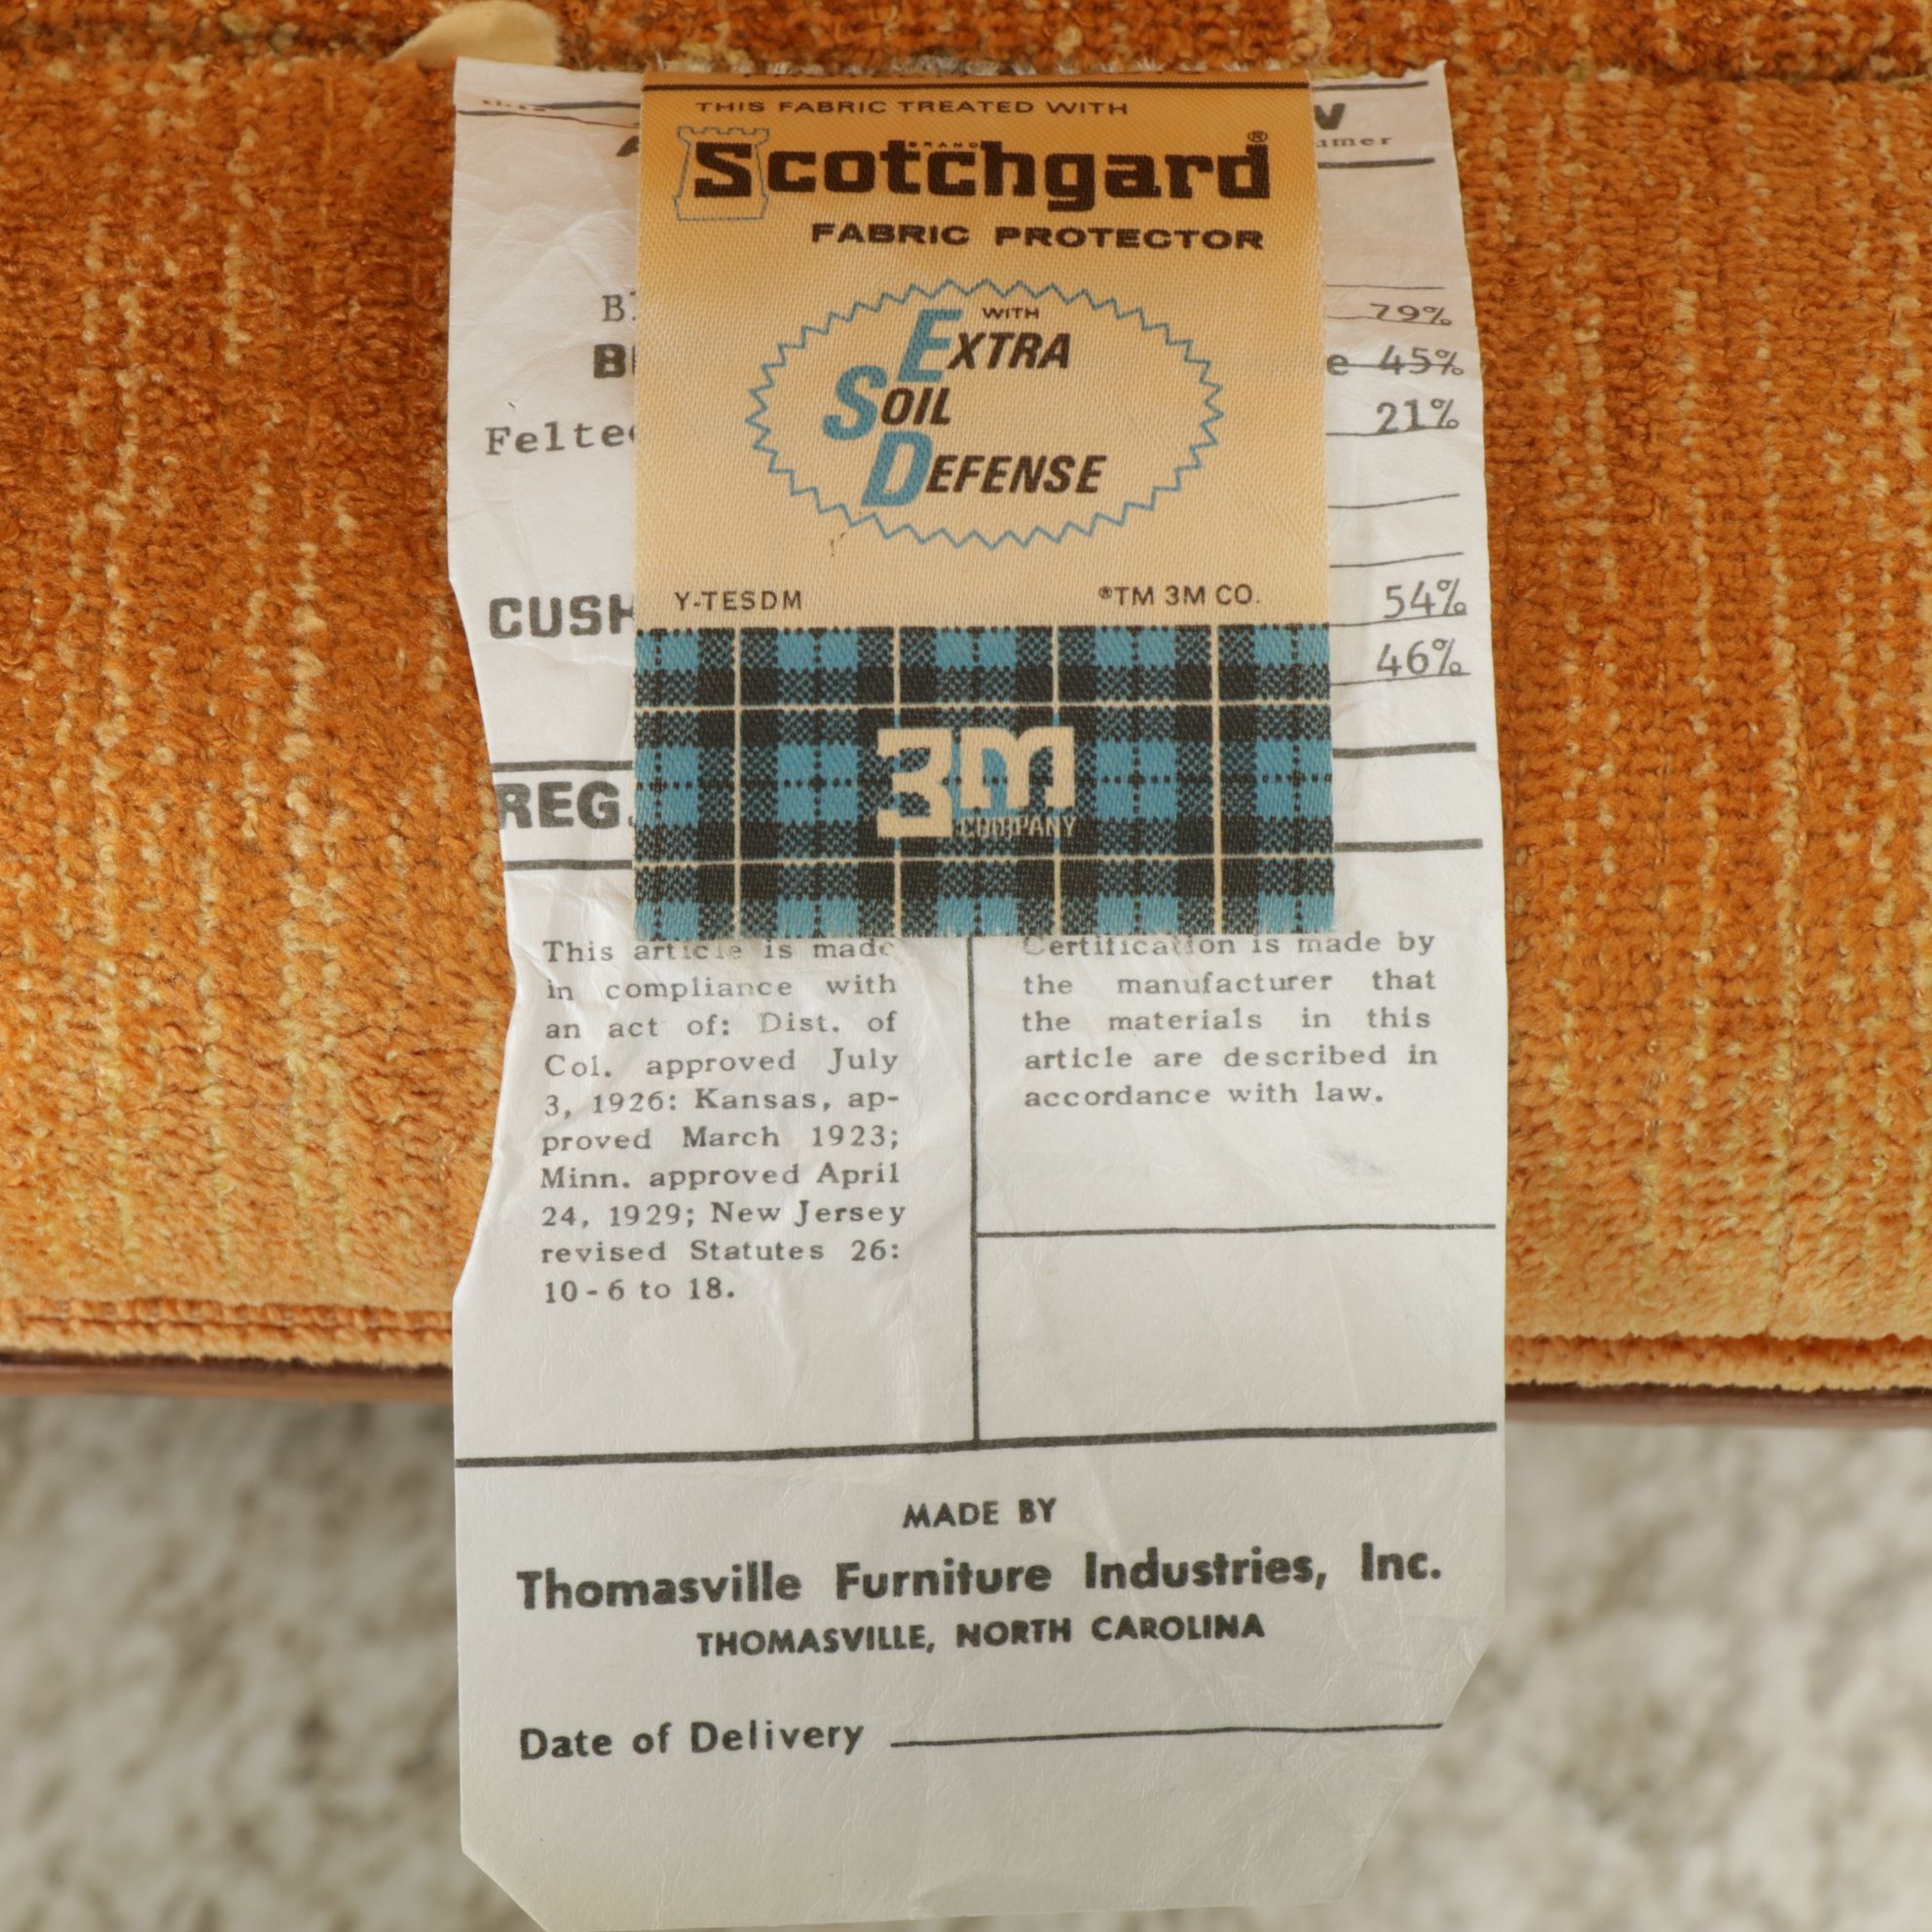 THIS FABRIC TREATED WITH
Scotchgard®
BRAND
FABRIC PROTECTOR
WITH
EXTRA
SOIL
DEFENSE
Y-TESDM ®TM 3M CO.
3M
COMPANY
79%
45%
21%
CUSH
54%
46%
REG.
This article is made
in compliance with
an act of: Dist. of
Col. approved July
3, 1926: Kansas, ap-
proved March 1923;
Minn. approved April
24, 1929; New Jersey
revised Statutes 26:
10-6 to 18.
Certification is made by
the manufacturer that
the materials in this
article are described in
accordance with law.
MADE BY
Thomasville Furniture Industries, Inc.
THOMASVILLE, NORTH CAROLINA
Date of Delivery